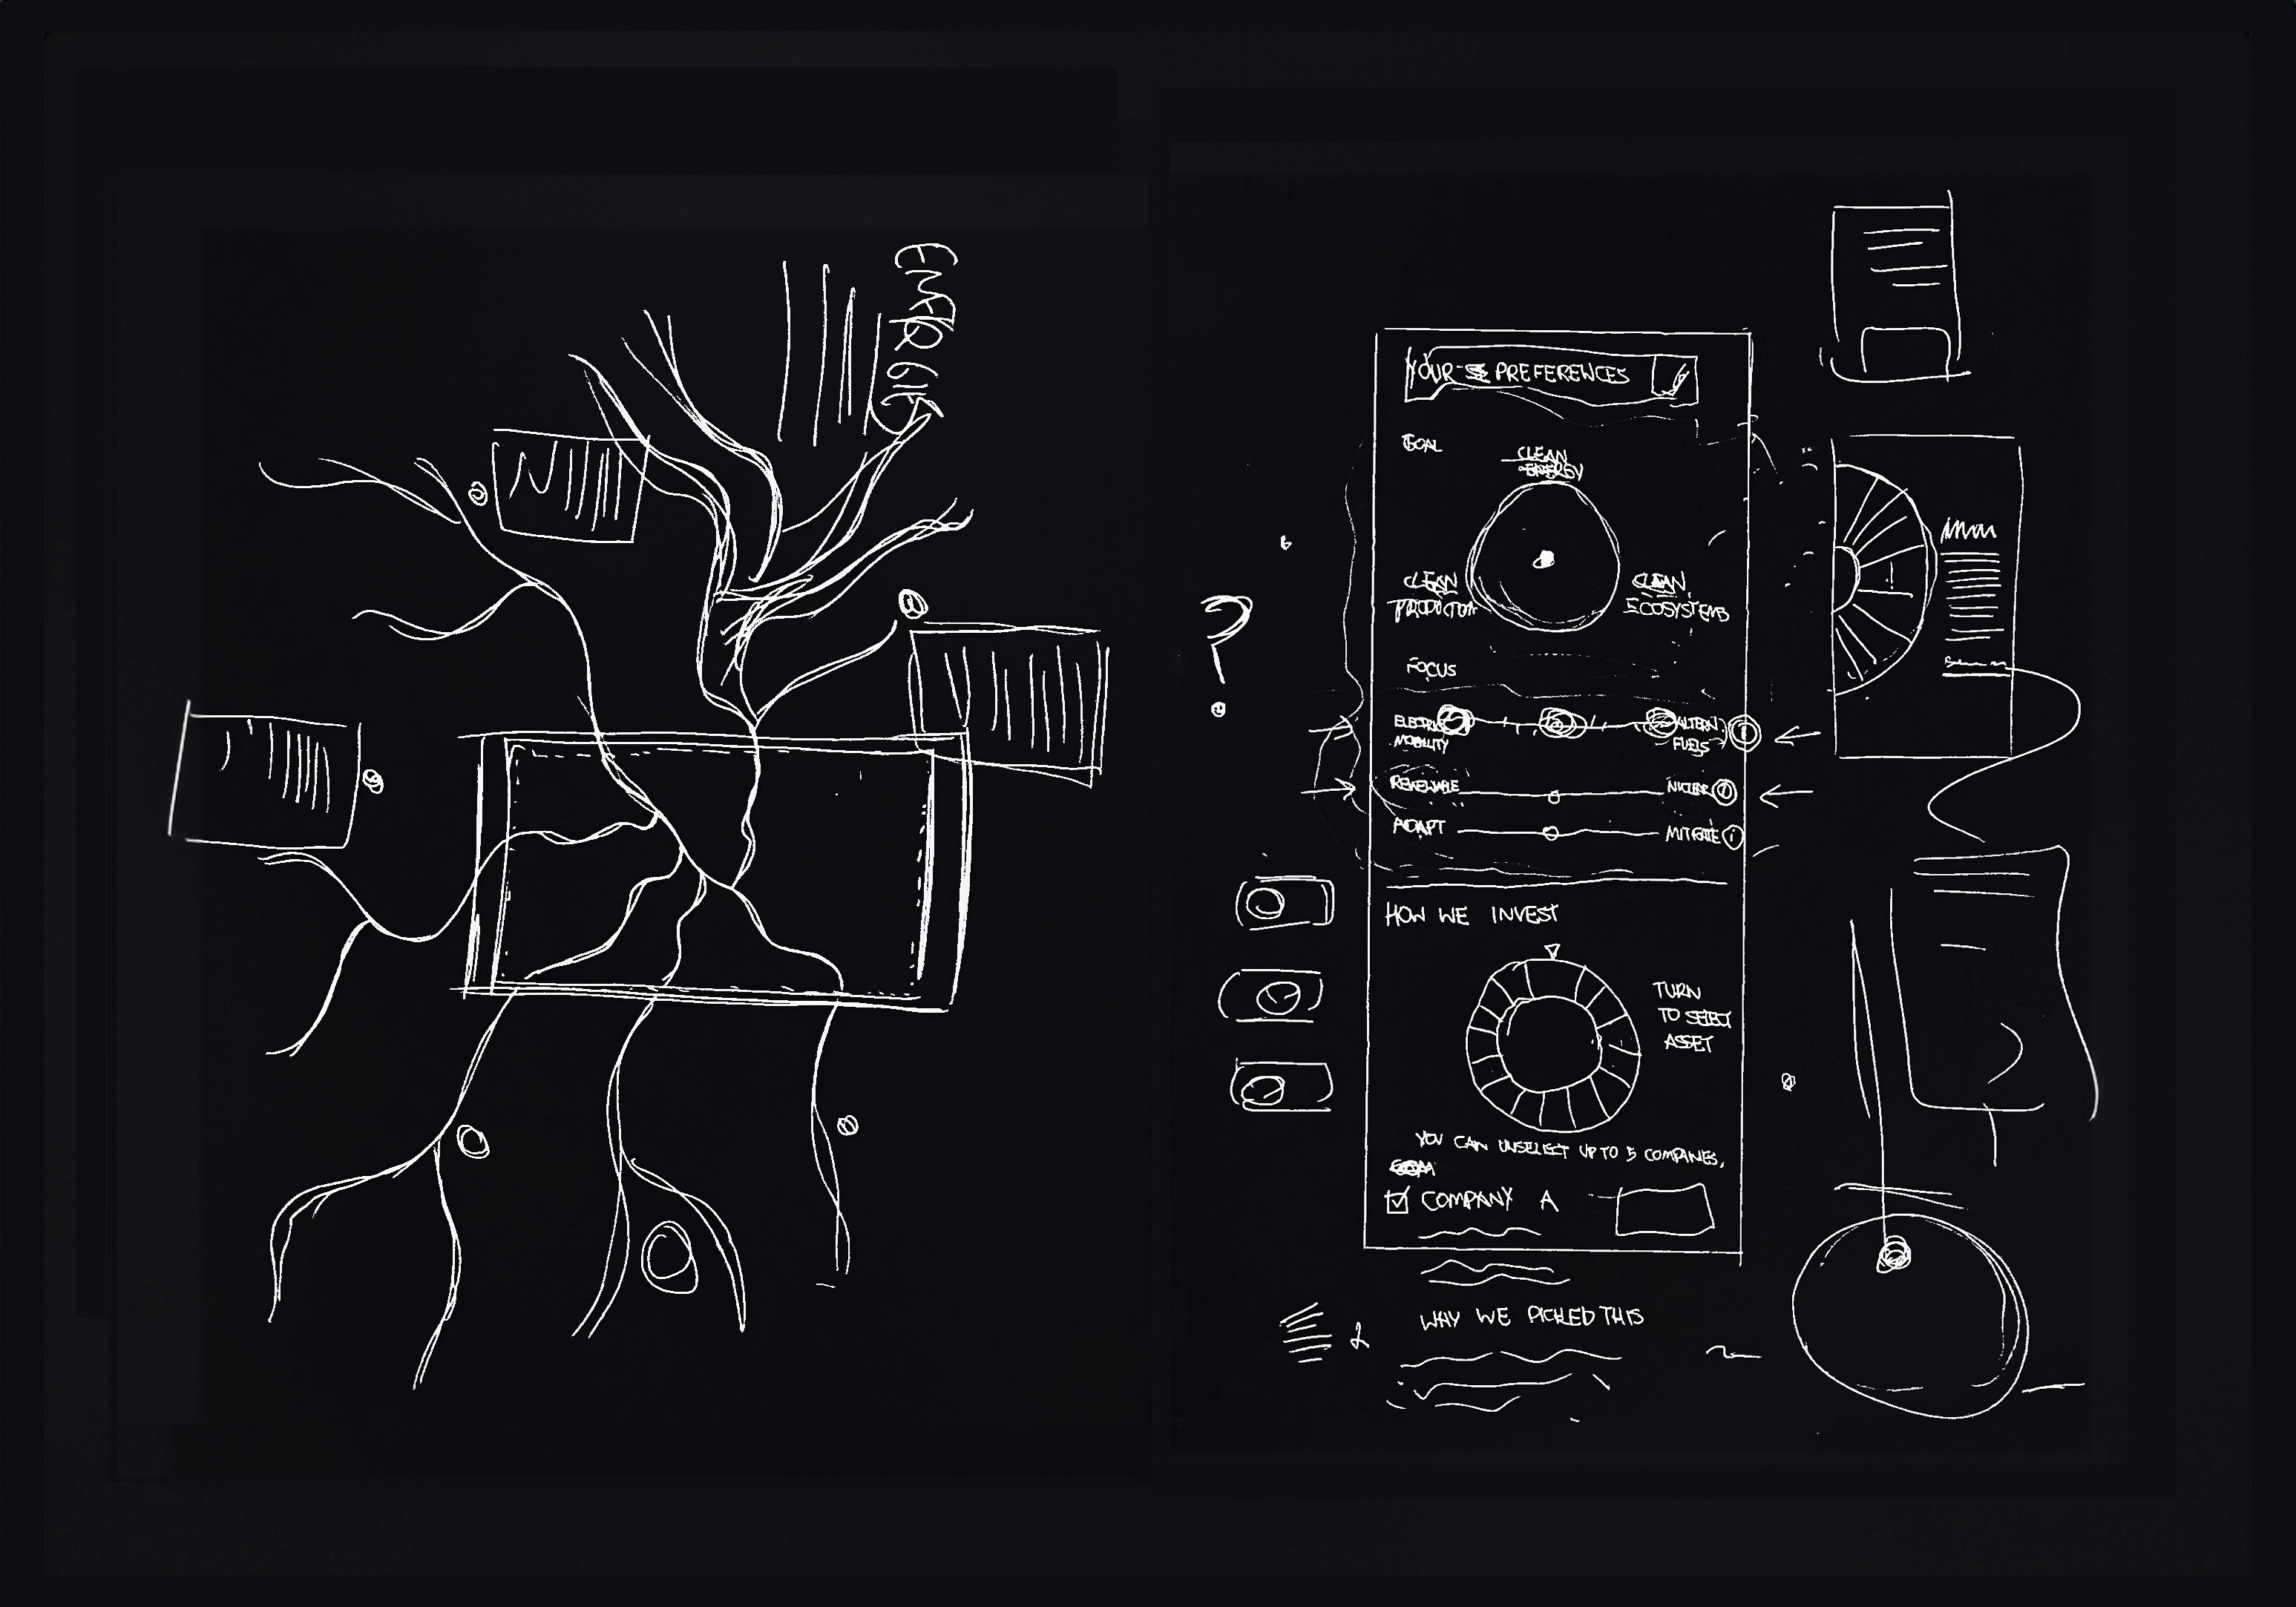 YOUR PREFERENCES
GOAL
CLEAN
ENERGY
CLEAN
CLEAN
ECOSYSTEMS
FOCUS
ELECTRIC
MOBILITY
ALTERN.
FUELS
RENEWABLE
NUCLEAR
ADAPT
MITIGATE
HOW WE INVEST
TURN
TO SELECT
ASSET
YOU CAN UNSELECT UP TO 5 COMPANIES.
COMPANY A
WHY WE PICKED THIS
?